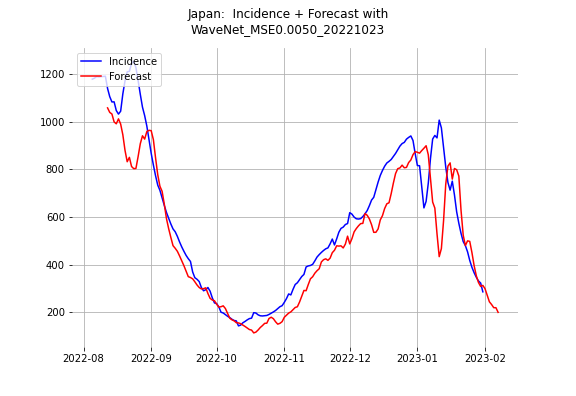 Japan:  Incidence + Forecast with
WaveNet_MSE0.0050_20221023
Incidence
Forecast
1200
1000
800
600
400
200
2022-08 2022-09 2022-10 2022-11 2022-12 2023-01 2023-02